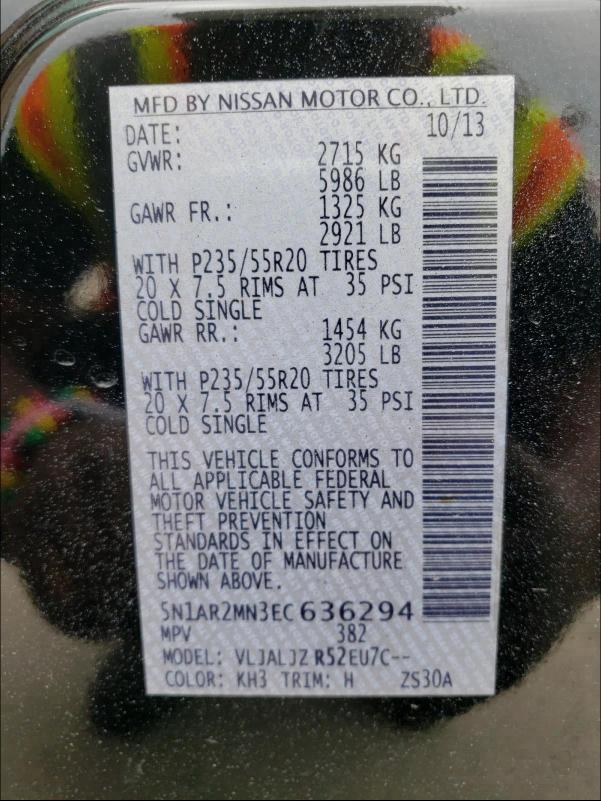 MFD BY NISSAN MOTOR CO., LTD.
DATE: 10/13
GVWR: 2715 KG
5986 LB
GAWR FR.: 1325 KG
2921 LB
WITH P235/55R20 TIRES
20 X 7.5 RIMS AT 35 PSI
COLD SINGLE
GAWR RR.: 1454 KG
3205 LB
WITH P235/55R20 TIRES
20 X 7.5 RIMS AT 35 PSI
COLD SINGLE
THIS VEHICLE CONFORMS TO
ALL APPLICABLE FEDERAL
MOTOR VEHICLE SAFETY AND
THEFT PREVENTION
STANDARDS IN EFFECT ON
THE DATE OF MANUFACTURE
SHOWN ABOVE.
5N1AR2MN3EC636294
MPV 382
MODEL: VLJALJZ R52EU7C--
COLOR: KH3 TRIM: H ZS30A